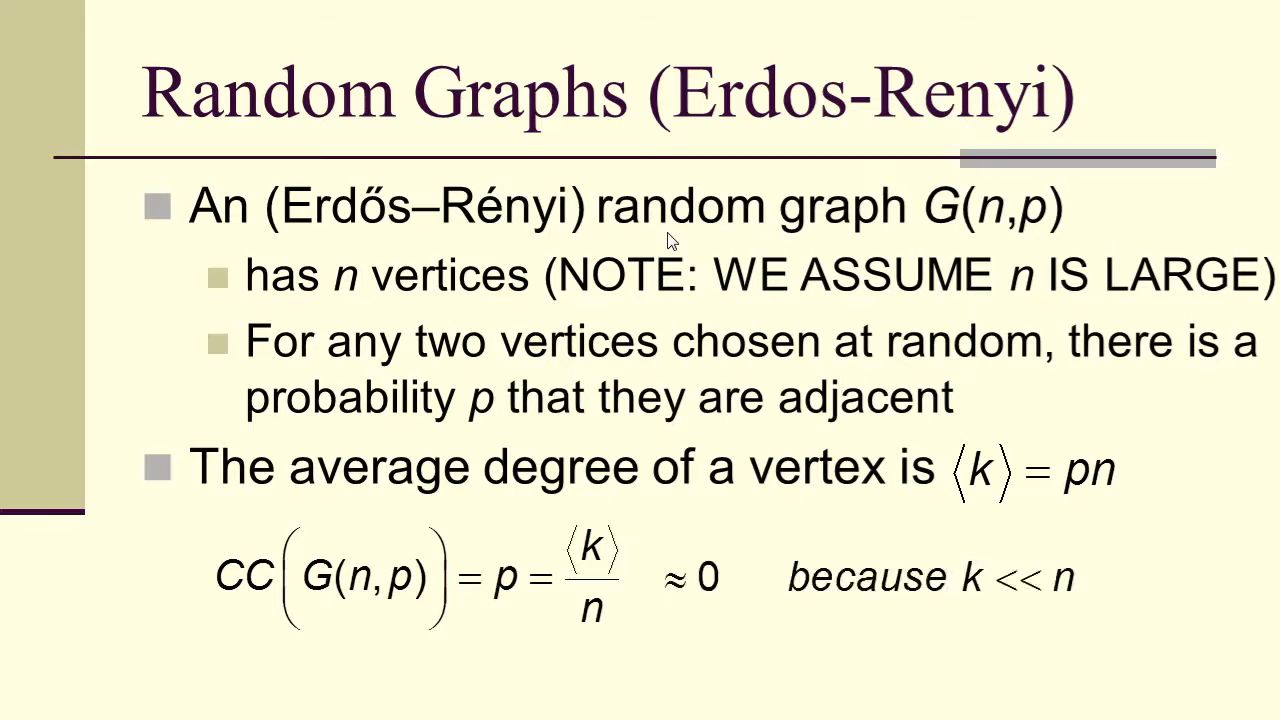 Random Graphs (Erdos-Renyi)
An (Erdős–Rényi) random graph G(n,p)
has n vertices (NOTE: WE ASSUME n IS LARGE)
For any two vertices chosen at random, there is a
probability p that they are adjacent
The average degree of a vertex is ⟨k⟩ = pn
CC(G(n,p)) = p = ⟨k⟩/n ≈ 0 because k << n